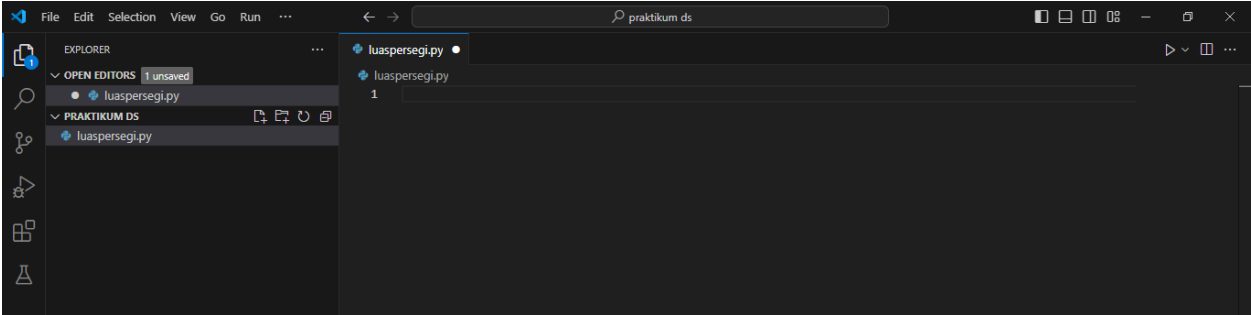 File Edit Selection View Go Run ···
praktikum ds
EXPLORER ···
OPEN EDITORS 1 unsaved
luaspersegi.py
PRAKTIKUM DS
luaspersegi.py
1
luaspersegi.py
luaspersegi.py
1